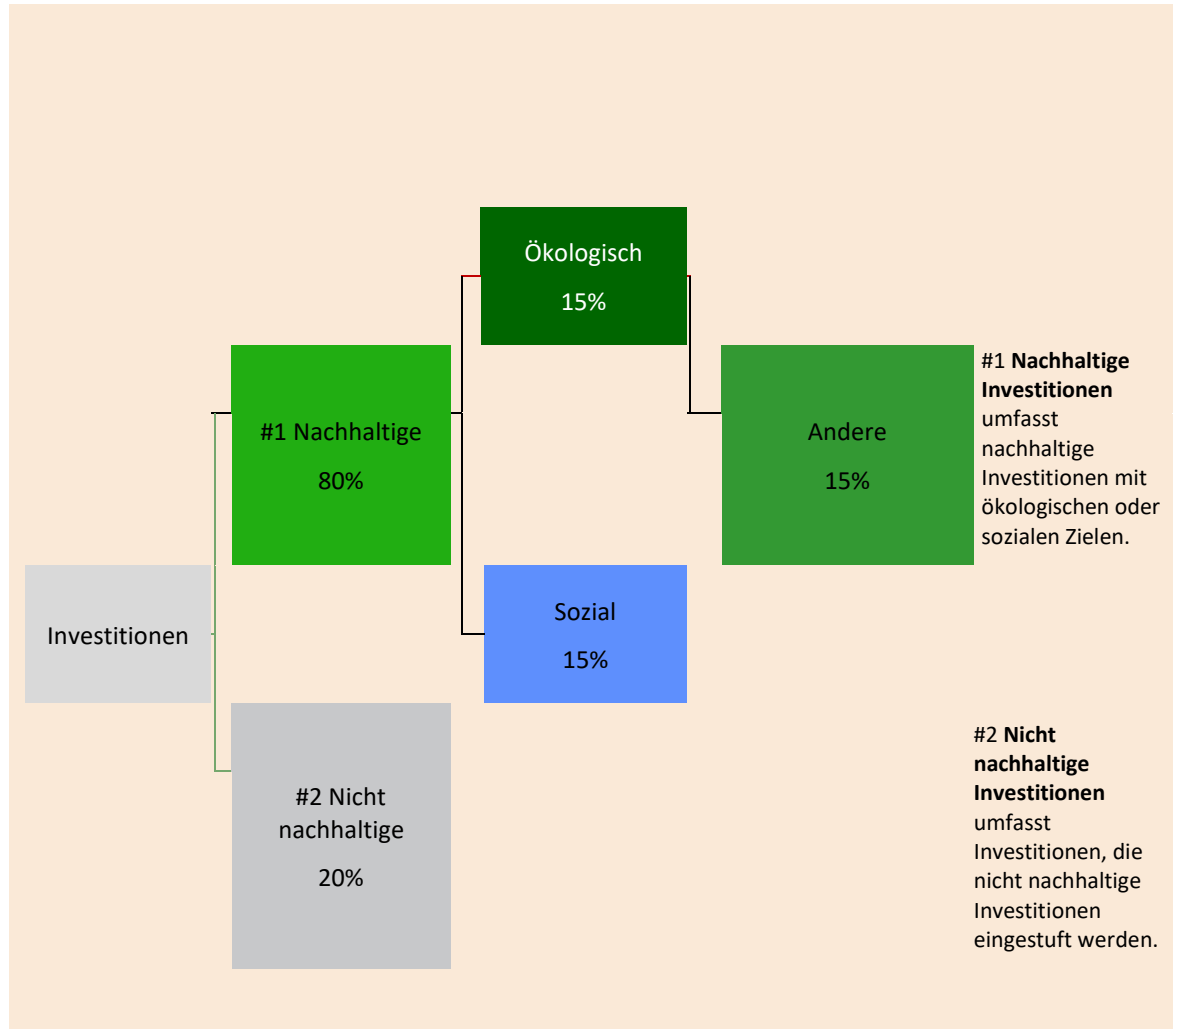 Ökologisch
15%
#1 Nachhaltige
80%
Andere
15%
#1 Nachhaltige
Investitionen
umfasst
nachhaltige
Investitionen mit
ökologischen oder
sozialen Zielen.
Investitionen
Sozial
15%
#2 Nicht
nachhaltige
20%
#2 Nicht
nachhaltige
Investitionen
umfasst
Investitionen, die
nicht nachhaltige
Investitionen
eingestuft werden.